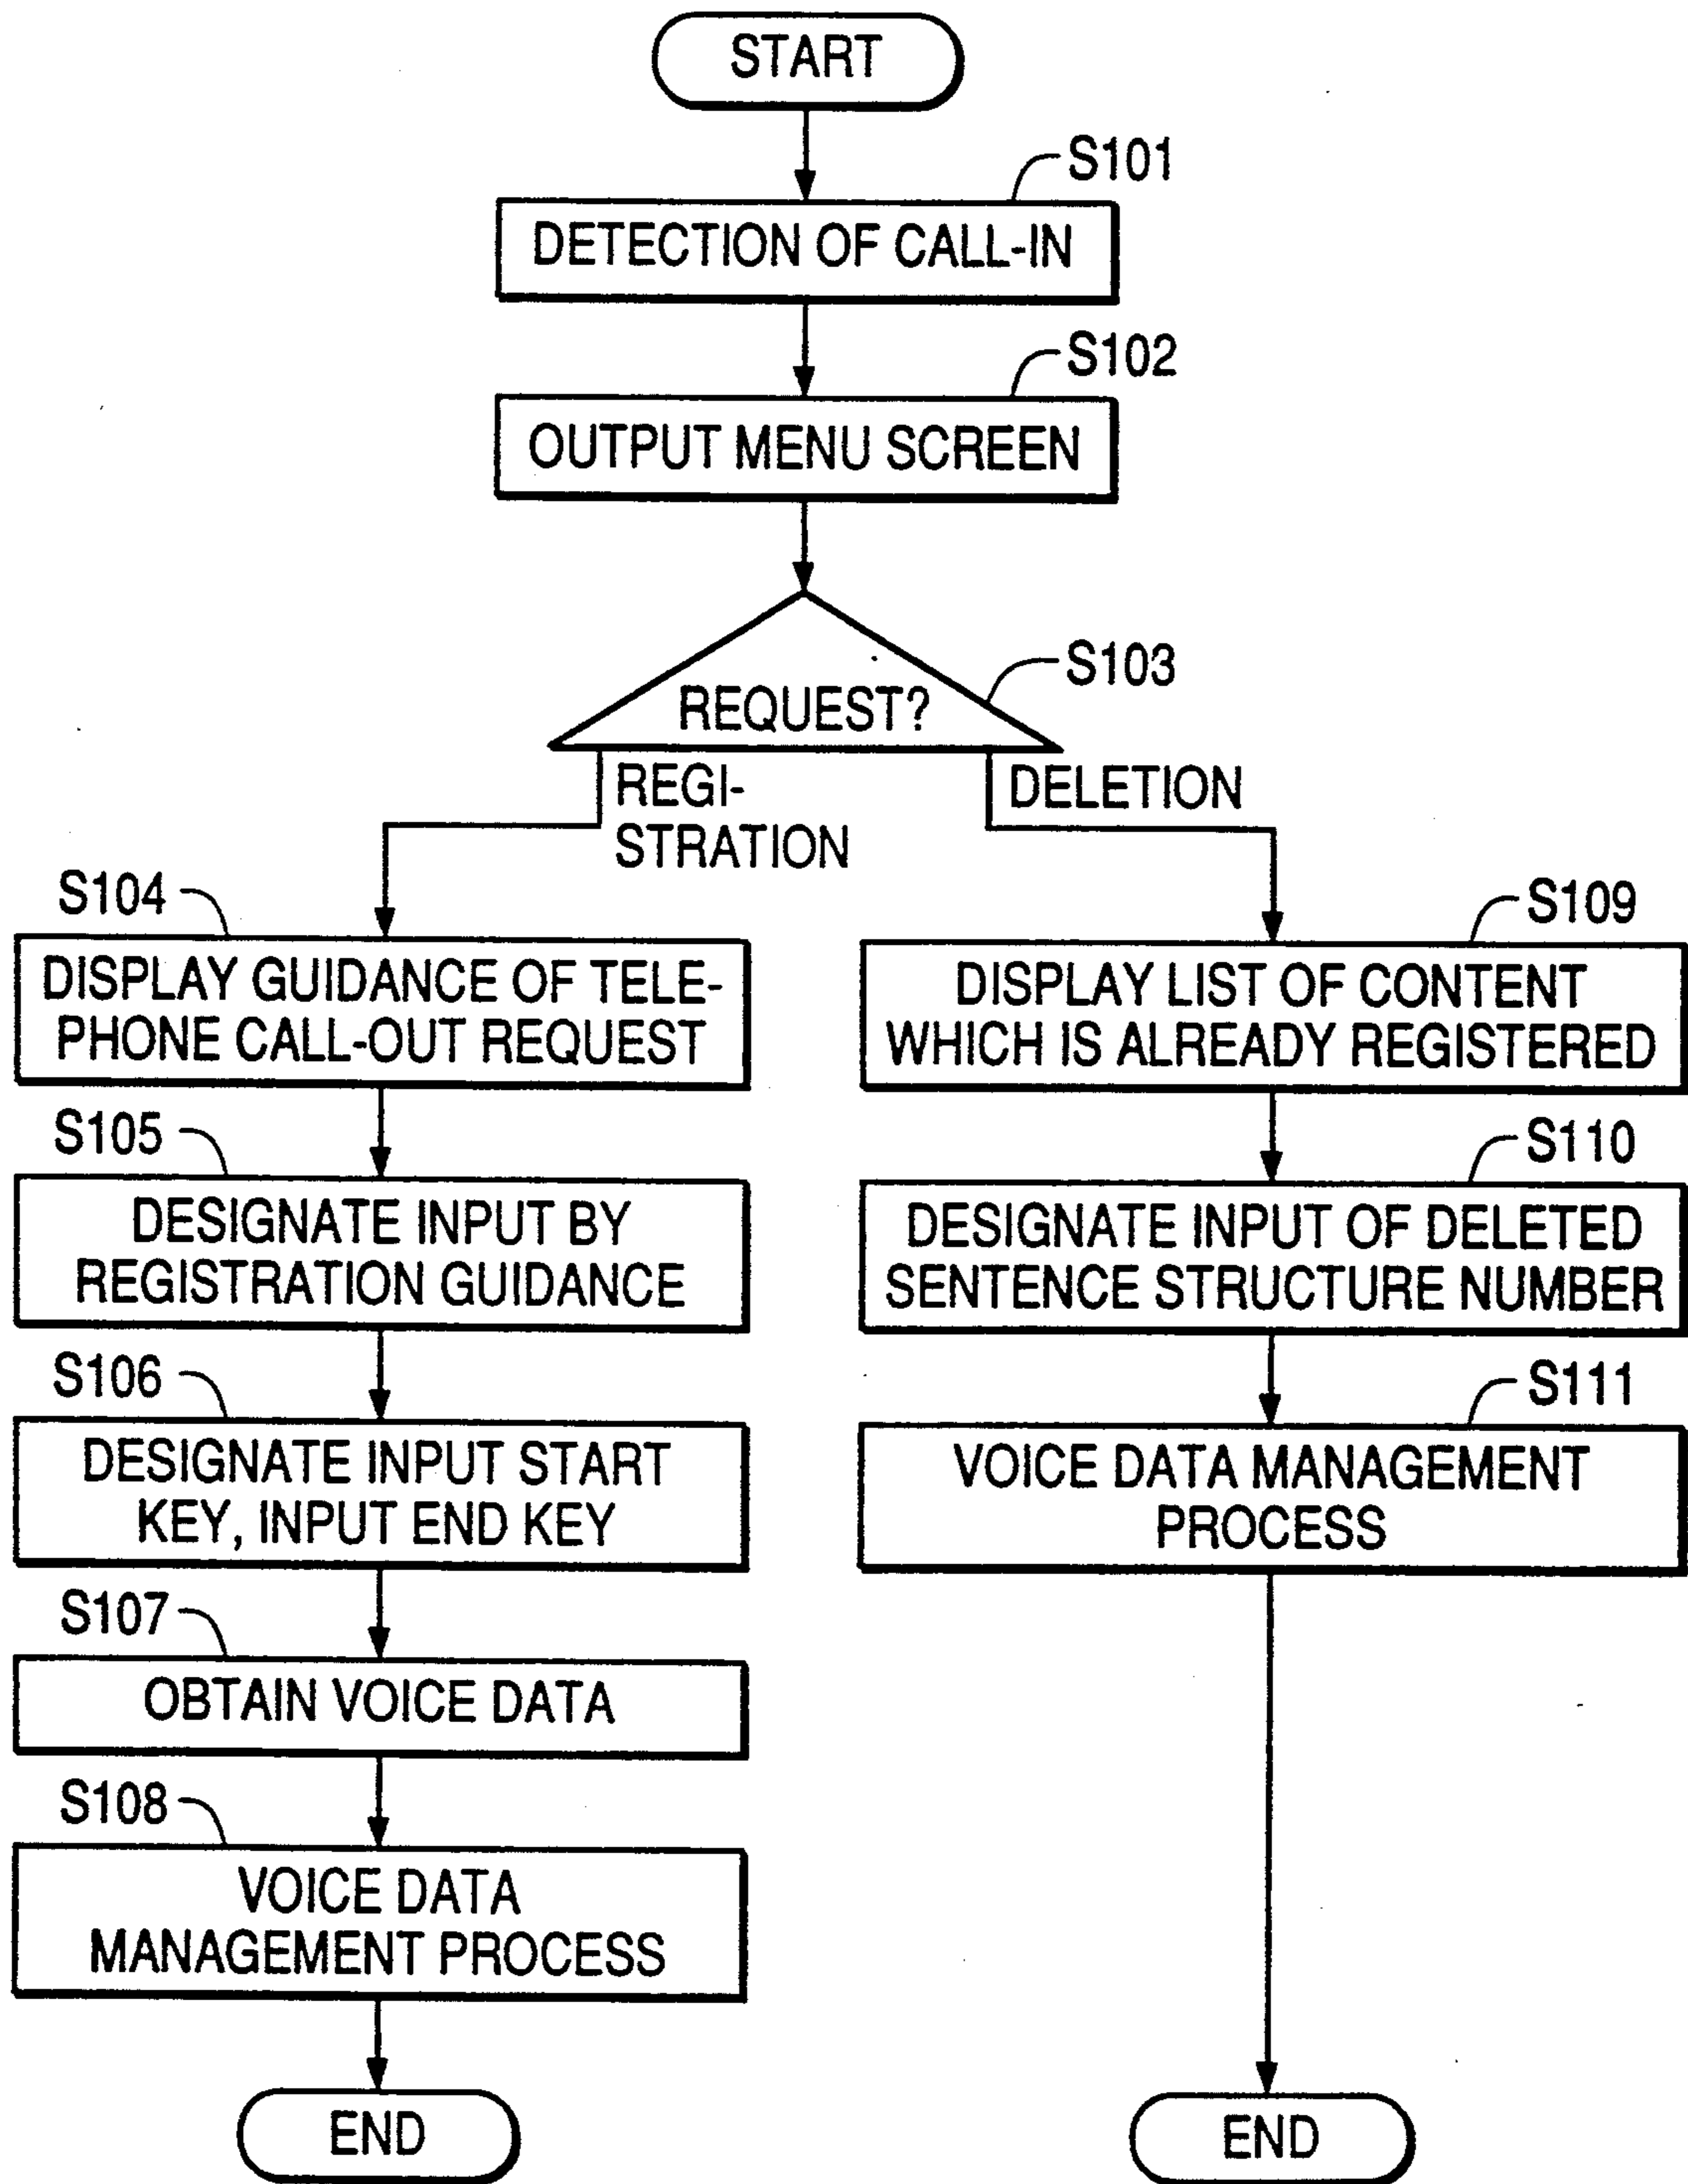 START
S101
DETECTION OF CALL-IN
S102
OUTPUT MENU SCREEN
S103
REQUEST?
REGI-
STRATION
DELETION
S104
DISPLAY GUIDANCE OF TELE-
PHONE CALL-OUT REQUEST
S105
DESIGNATE INPUT BY
REGISTRATION GUIDANCE
S106
DESIGNATE INPUT START
KEY, INPUT END KEY
S107
OBTAIN VOICE DATA
S108
VOICE DATA
MANAGEMENT PROCESS
END
S109
DISPLAY LIST OF CONTENT
WHICH IS ALREADY REGISTERED
S110
DESIGNATE INPUT OF DELETED
SENTENCE STRUCTURE NUMBER
S111
VOICE DATA MANAGEMENT
PROCESS
END